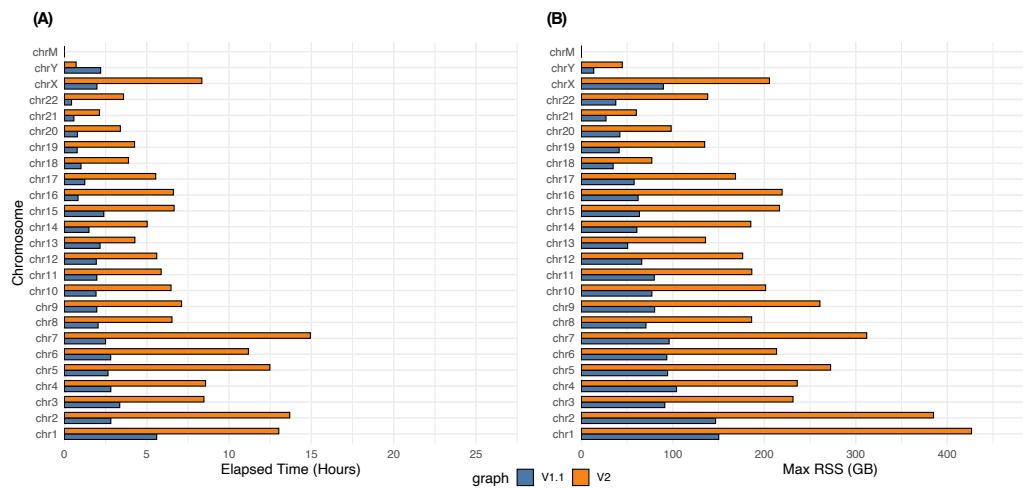 (A)
chrM
chrY
chrX
chr22
chr21
chr20
chr19
chr18
chr17
chr16
chr15
chr14
chr13
chr12
chr11
chr10
chr9
chr8
chr7
chr6
chr5
chr4
chr3
chr2
chr1
Chromosome
0 5 10 15 20 25
Elapsed Time (Hours)
(B)
chrM
chrY
chrX
chr22
chr21
chr20
chr19
chr18
chr17
chr16
chr15
chr14
chr13
chr12
chr11
chr10
chr9
chr8
chr7
chr6
chr5
chr4
chr3
chr2
chr1
0 100 200 300 400
Max RSS (GB)
graph V1.1 V2